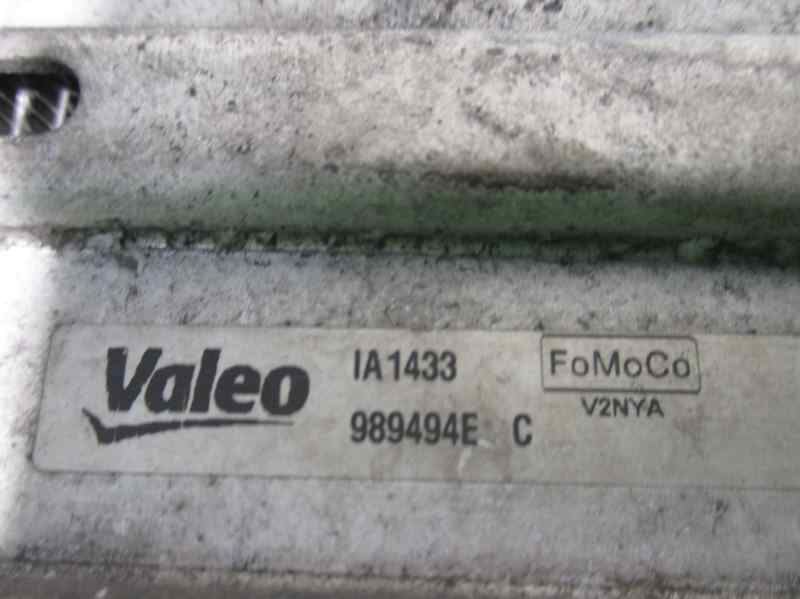 Valeo
IA1433
989494E C
FoMoCo
V2NYA